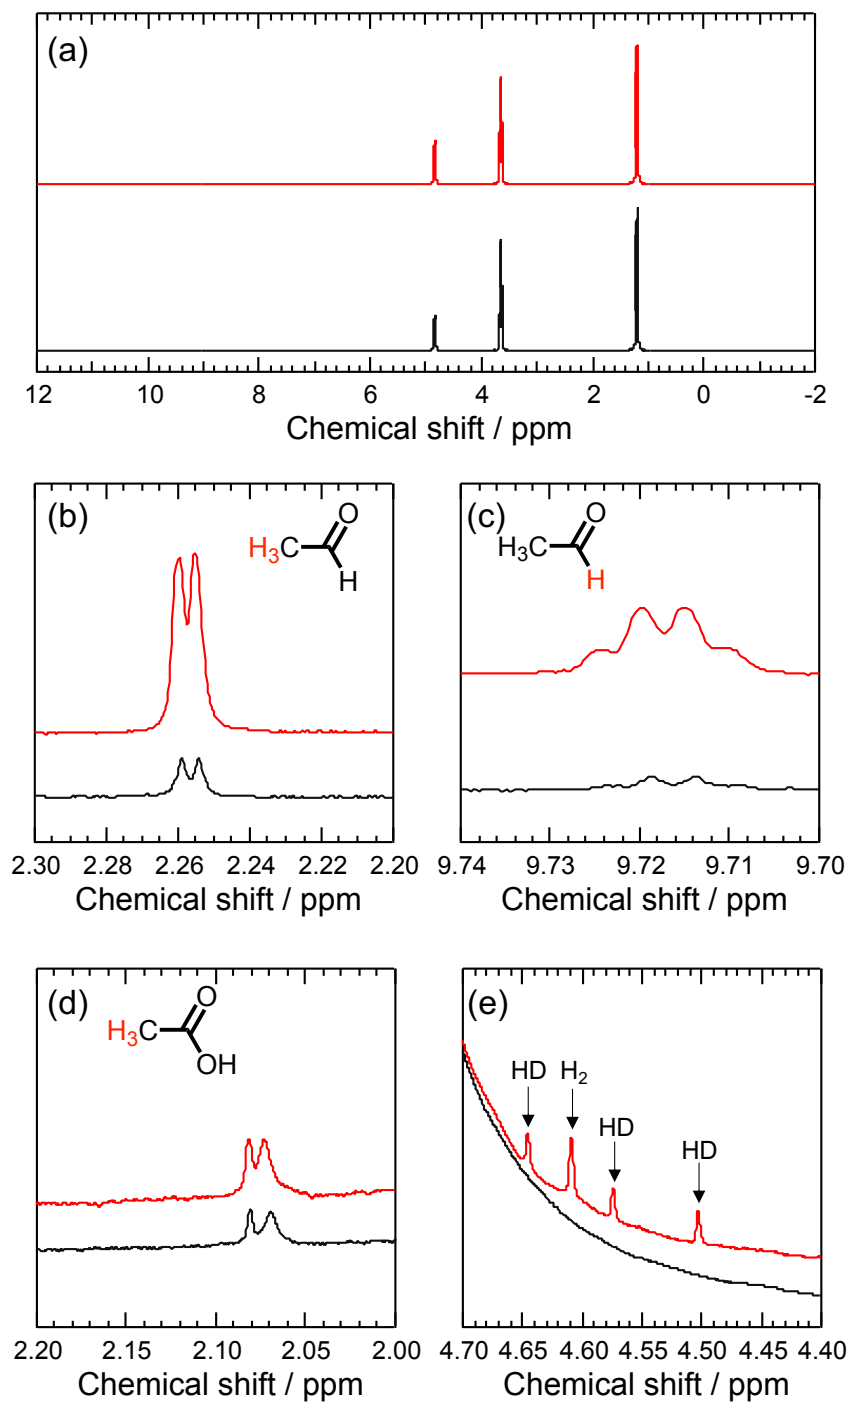 (a)
12 10 8 6 4 2 0 -2
Chemical shift / ppm
(b)
H3C
O
H
2.30 2.28 2.26 2.24 2.22 2.20
Chemical shift / ppm
(c)
H3C
O
H
9.74 9.73 9.72 9.71 9.70
Chemical shift / ppm
(d)
H3C
O
OH
2.20 2.15 2.10 2.05 2.00
Chemical shift / ppm
(e)
HD
H2
HD
HD
4.70 4.65 4.60 4.55 4.50 4.45 4.40
Chemical shift / ppm